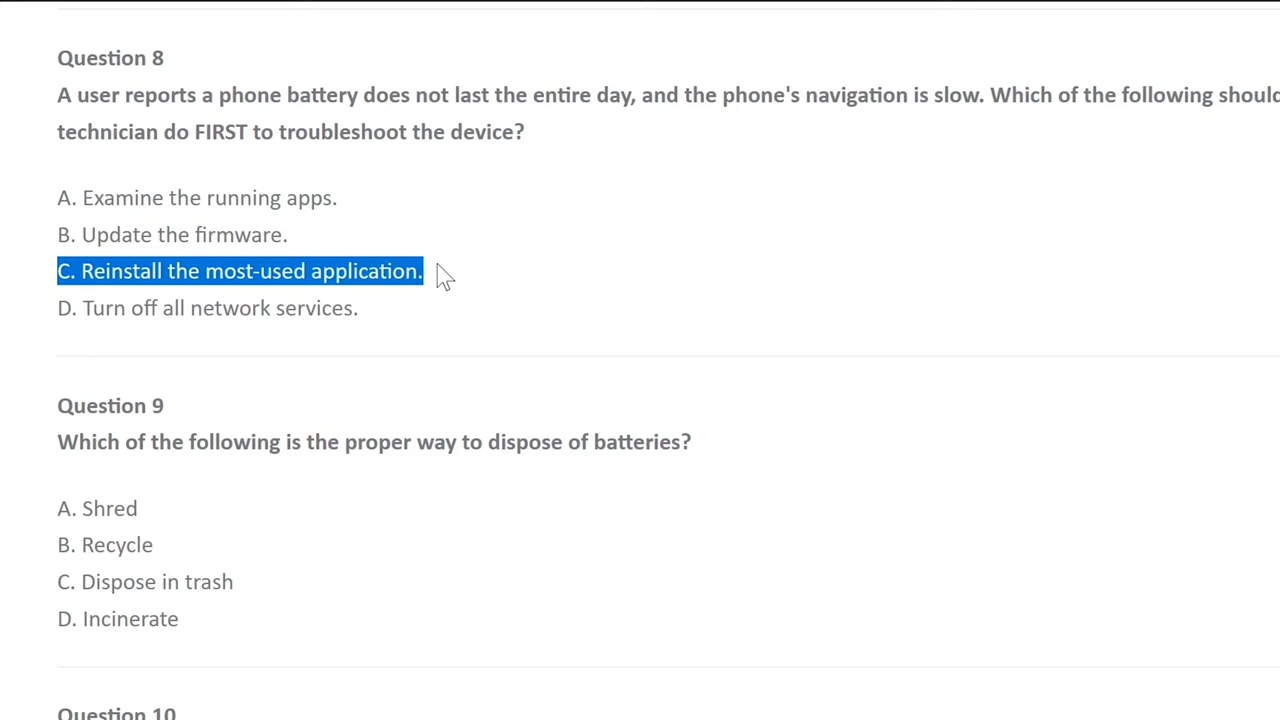 Question 8
A user reports a phone battery does not last the entire day, and the phone's navigation is slow. Which of the following should
technician do FIRST to troubleshoot the device?
A. Examine the running apps.
B. Update the firmware.
C. Reinstall the most-used application.
D. Turn off all network services.
Question 9
Which of the following is the proper way to dispose of batteries?
A. Shred
B. Recycle
C. Dispose in trash
D. Incinerate
Question 10